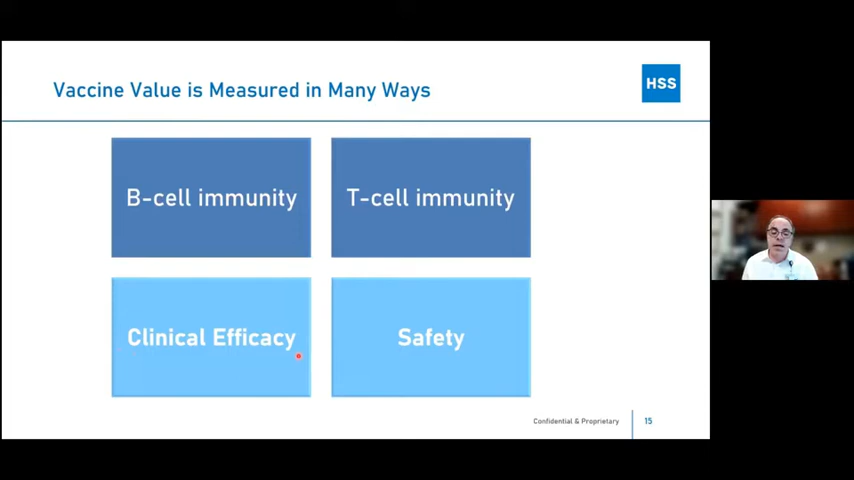 Vaccine Value is Measured in Many Ways
HSS
B-cell immunity
T-cell immunity
Clinical Efficacy
Safety
Confidential & Proprietary
15